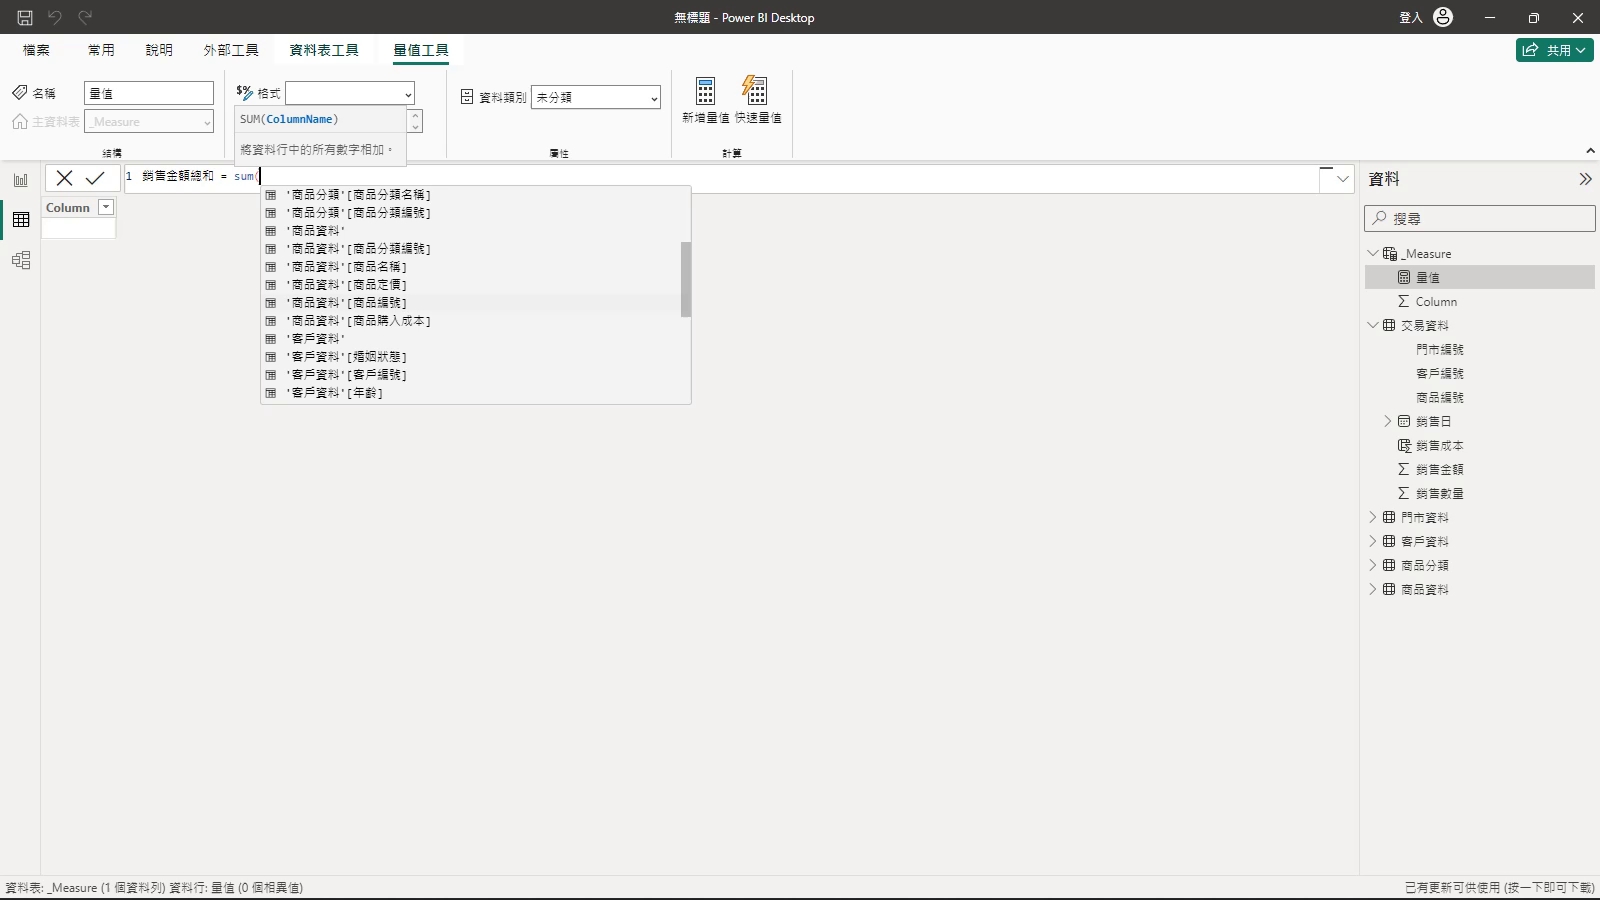 無標題 - Power BI Desktop
登入
檔案
常用
說明
外部工具
資料表工具
量值工具
共用
名稱
量值
$%
格式
資料類別
未分類
新增量值
快速量值
主資料表
_Measure
SUM(ColumnName)
將資料行中的所有數字相加。
結構
屬性
計算
1 銷售金額總和 = sum(
'商品分類'[商品分類名稱]
'商品分類'[商品分類編號]
'商品資料'
'商品資料'[商品分類編號]
'商品資料'[商品名稱]
'商品資料'[商品定價]
'商品資料'[商品編號]
'商品資料'[商品購入成本]
'客戶資料'
'客戶資料'[婚姻狀態]
'客戶資料'[客戶編號]
'客戶資料'[年齡]
Column
資料
搜尋
_Measure
量值
Column
交易資料
門市編號
客戶編號
商品編號
銷售日
銷售成本
銷售金額
銷售數量
門市資料
客戶資料
商品分類
商品資料
資料表: _Measure (1 個資料列) 資料行: 量值 (0 個相異值)
已有更新可供使用 (按一下即可下載)